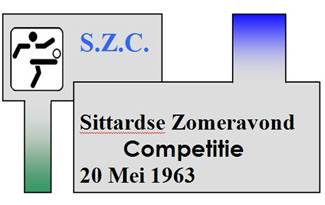 S.Z.C.
Sittardse Zomeravond
Competitie
20 Mei 1963